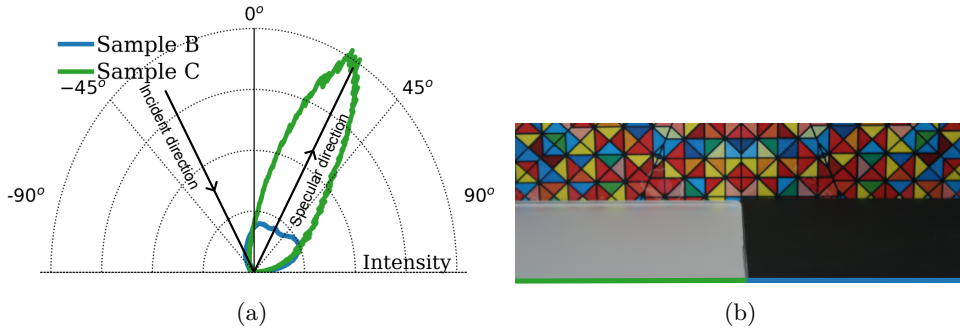 0°
Sample B
Sample C
−45°
45°
Incident direction
Specular direction
-90°
90°
Intensity
(a)
(b)